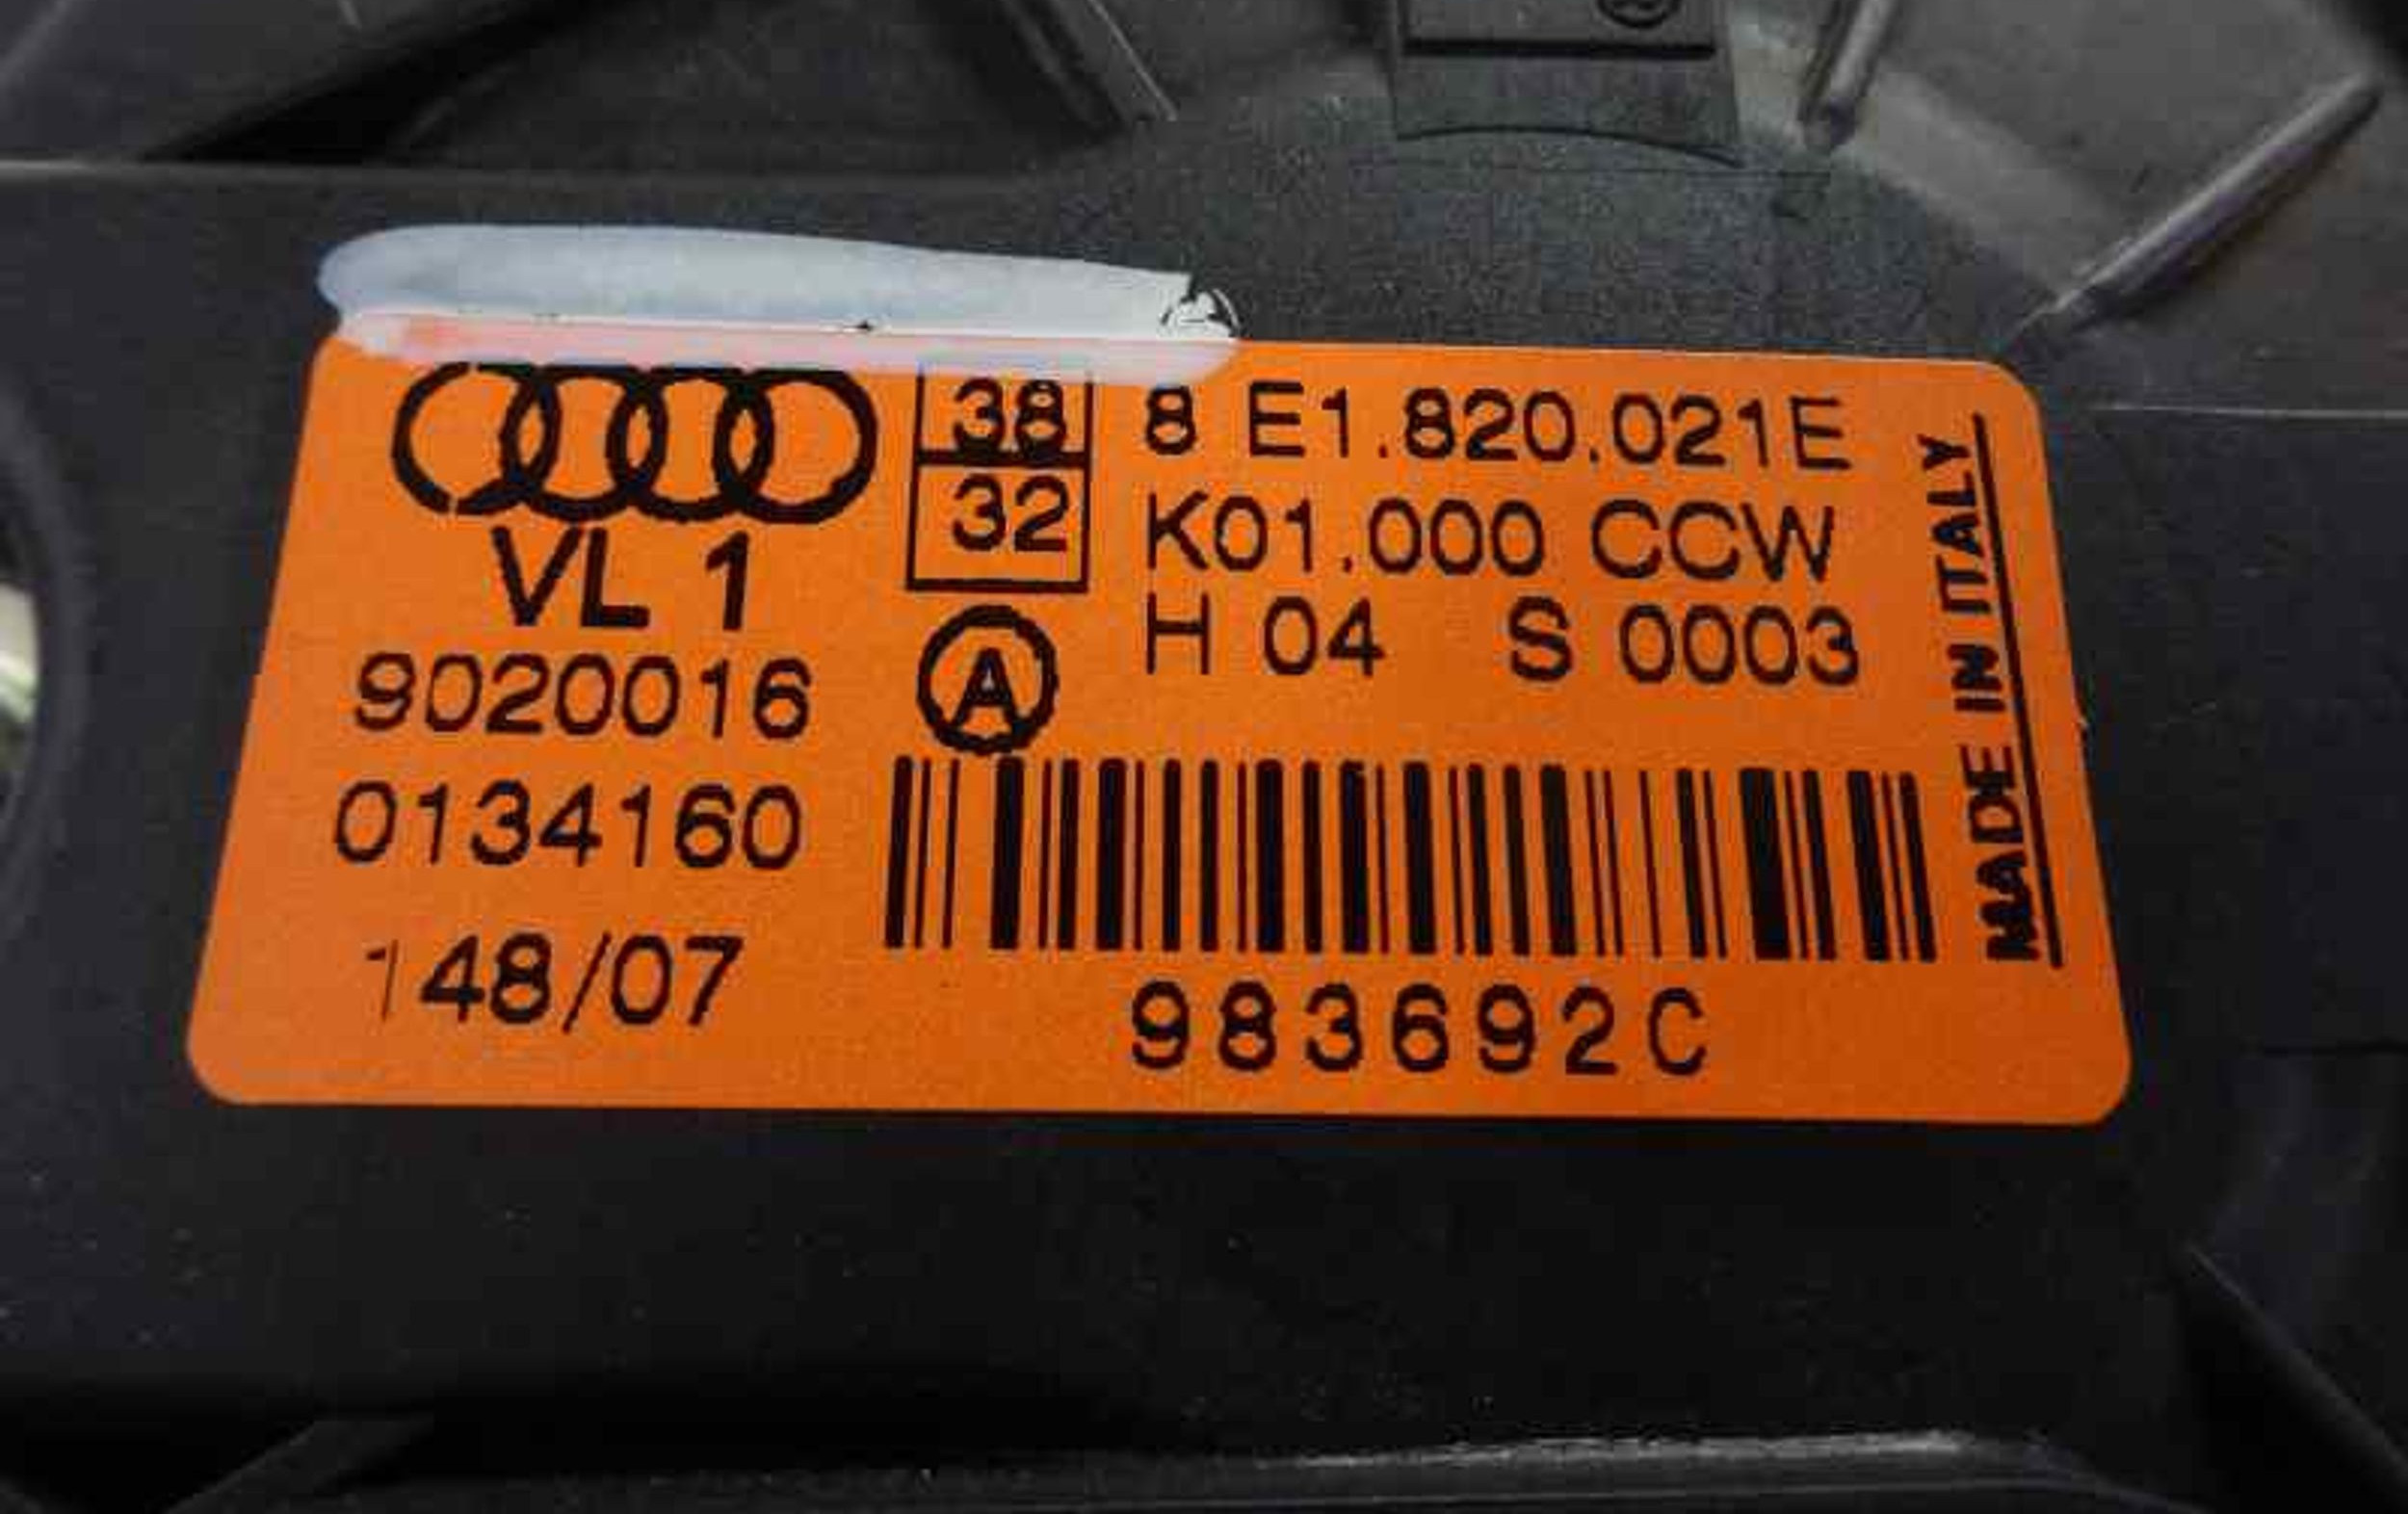 VL 1
9020016
0134160
148/07
38
32
A
8 E1.820.021E
K01.000 CCW
H 04 S 0003
983692C
MADE IN ITALY